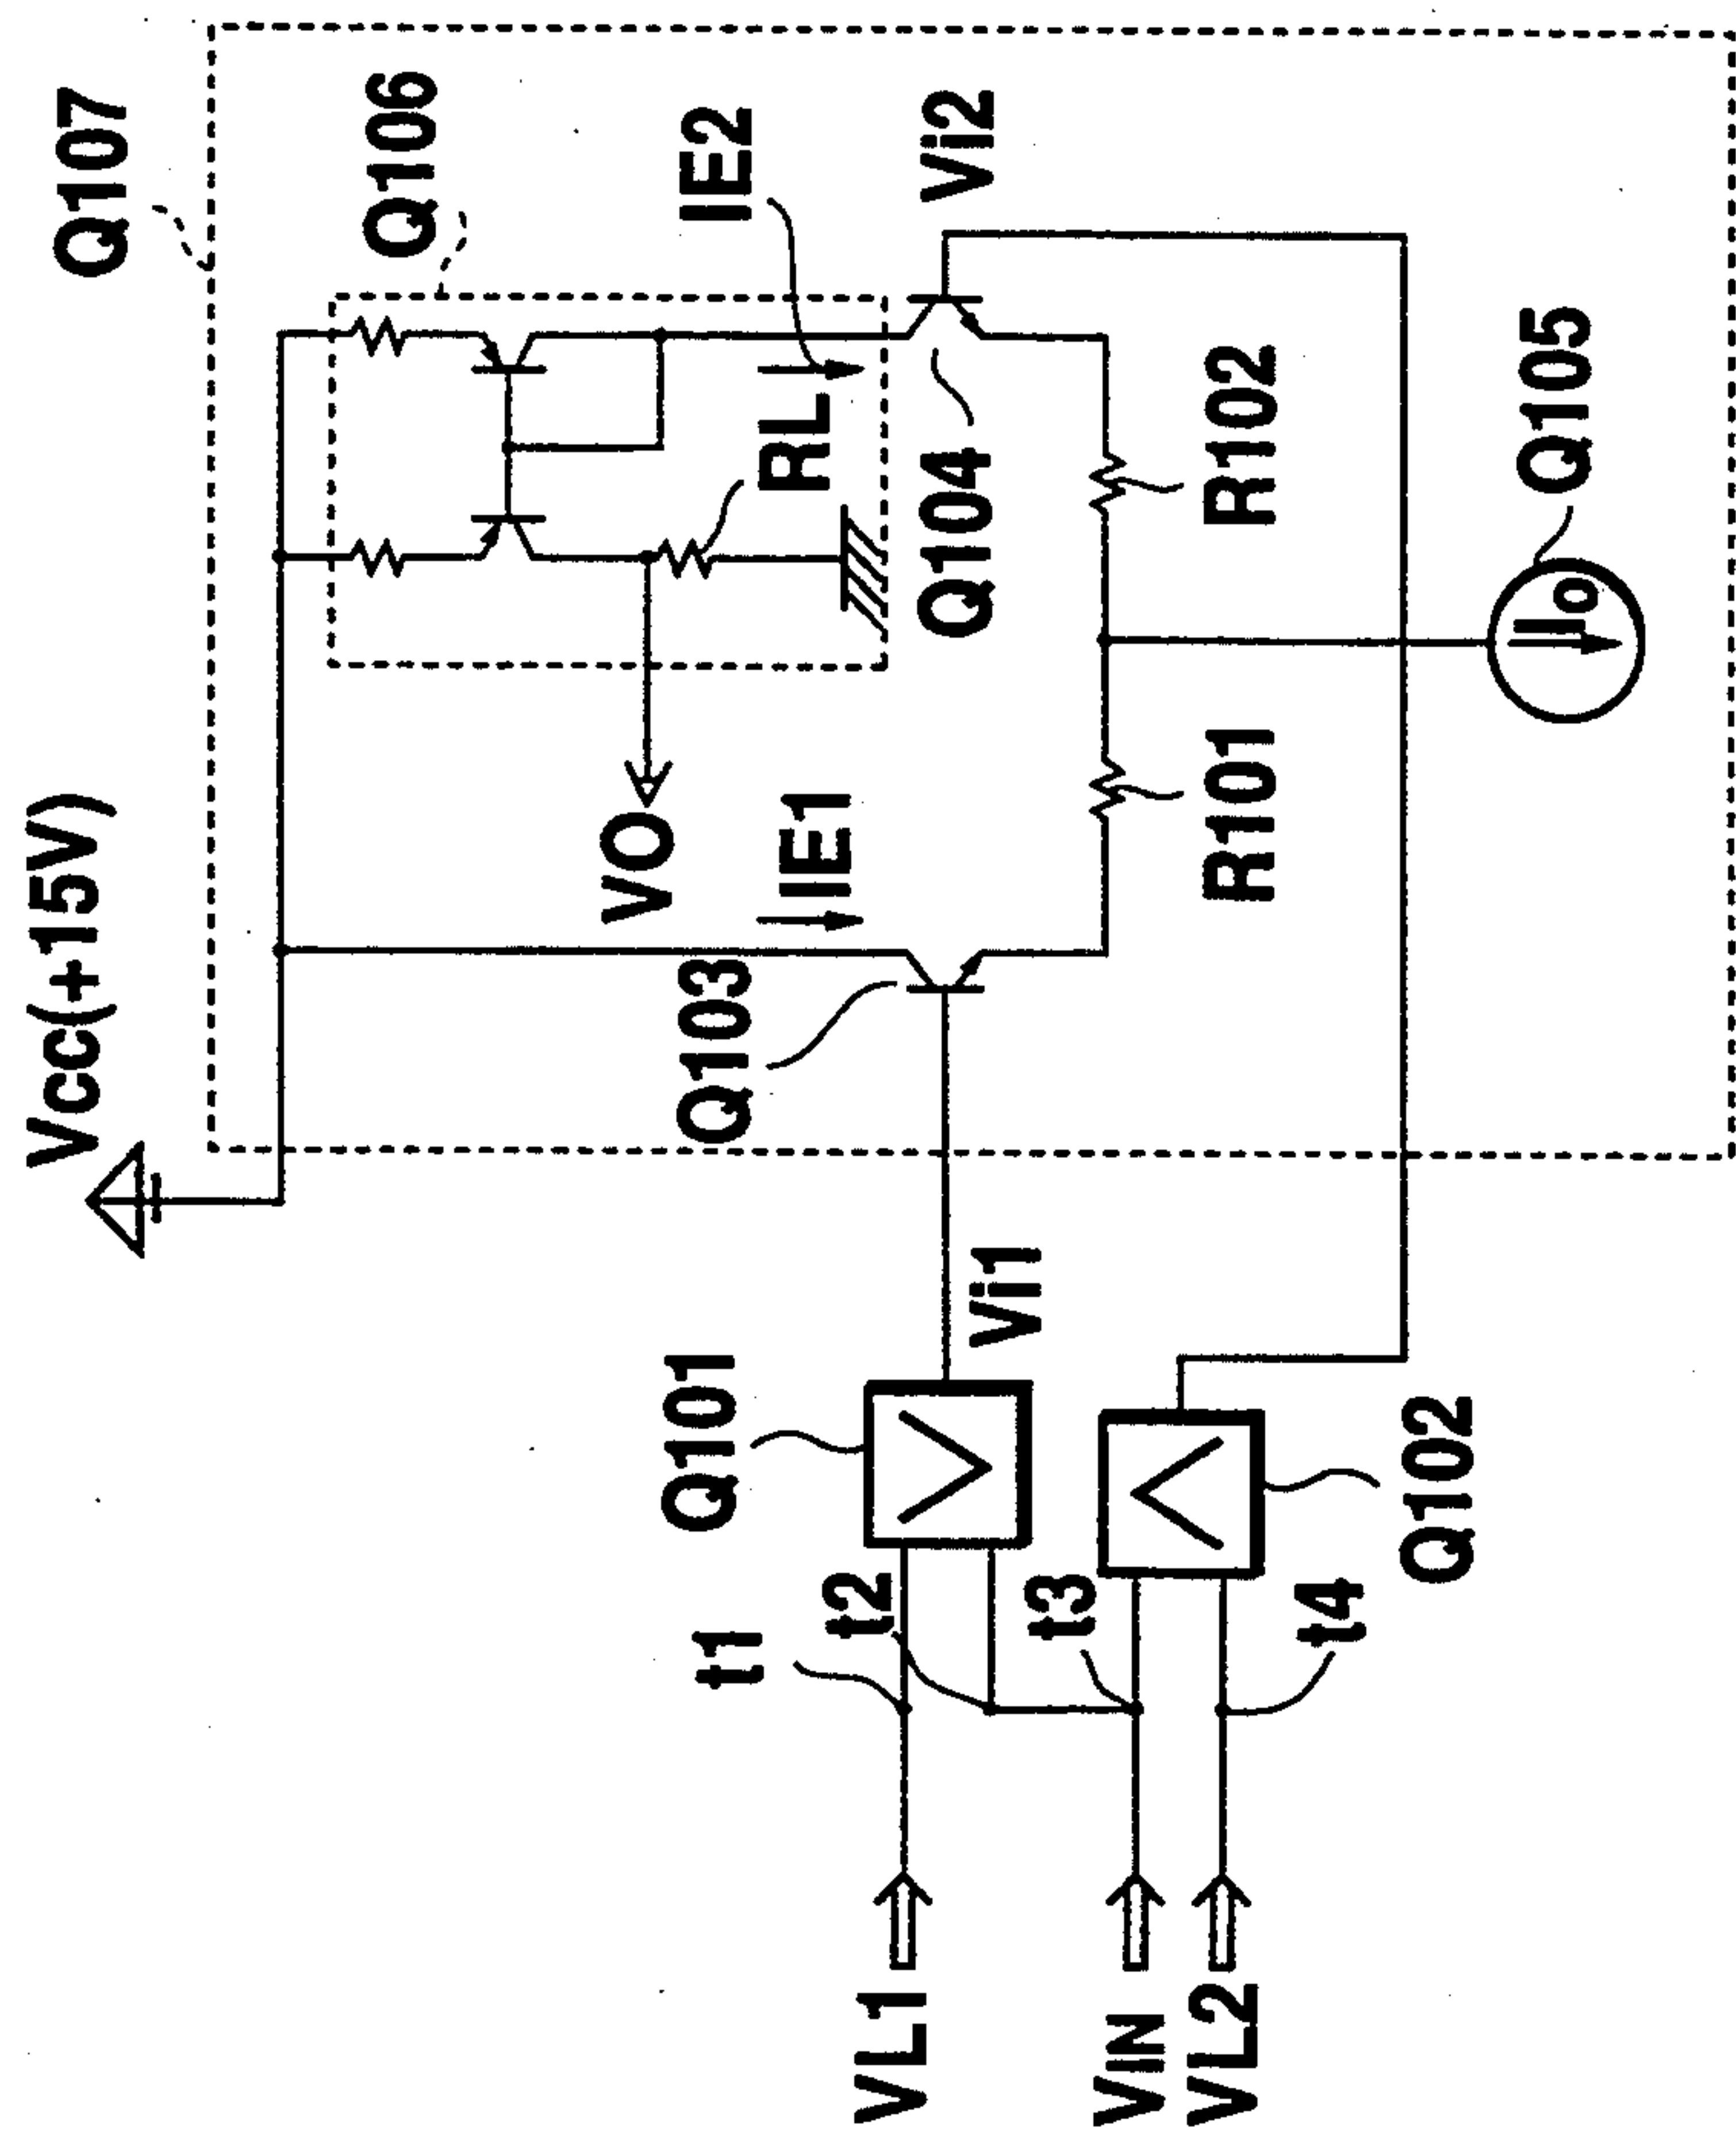 Vcc(+15V)
Q107
Q106
IE2
Vi2
RL
VO
IE1
Q103
Q104
R101
R102
Q105
Io
Q101
Vi1
Q102
t1
t2
t3
t4
VL1
VIN
VL2